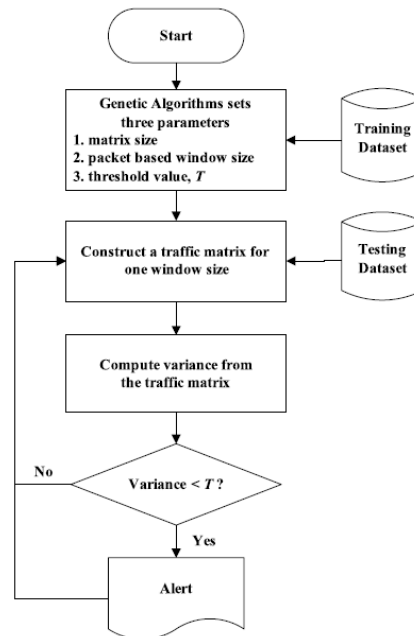 Start
Genetic Algorithms sets
three parameters
1. matrix size
2. packet based window size
3. threshold value, T
Training
Dataset
Construct a traffic matrix for
one window size
Testing
Dataset
Compute variance from
the traffic matrix
No
Variance < T ?
Yes
Alert